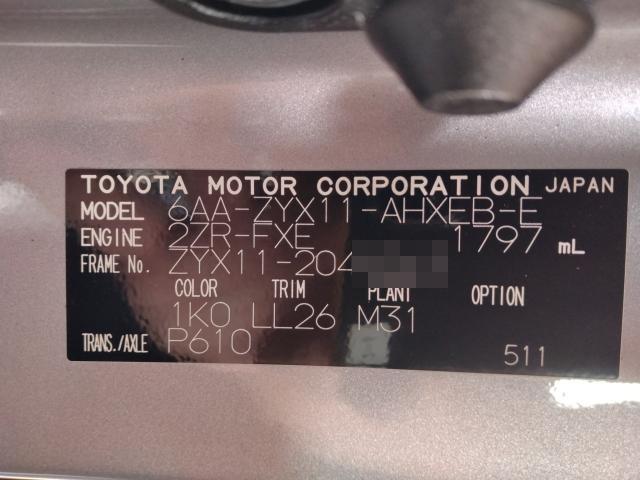 TOYOTA MOTOR CORPORATION JAPAN
MODEL 6AA-ZYX11-AHXEB-E
ENGINE 2ZR-FXE 1797 mL
FRAME No. ZYX11-204
COLOR TRIM PLANT OPTION
1K0 LL26 M31
TRANS./AXLE P610
511